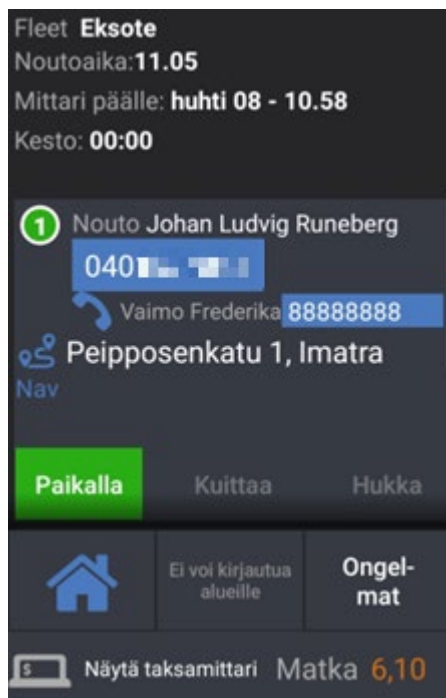 Fleet Eksote
Noutoaika:11.05
Mittari päälle: huhti 08 - 10.58
Kesto: 00:00
1 Nouto Johan Ludvig Runeberg
040
Vaimo Frederika 88888888
Peipposenkatu 1, Imatra
Nav
Paikalla Kuittaa Hukka
Ei voi kirjautua
alueille
Ongel-
mat
$ Näytä taksamittari Matka 6,10